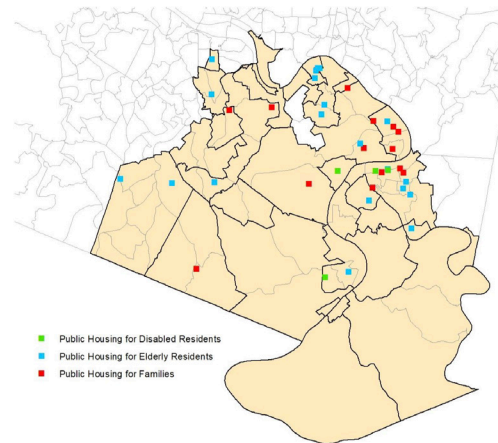 Public Housing for Disabled Residents
Public Housing for Elderly Residents
Public Housing for Families